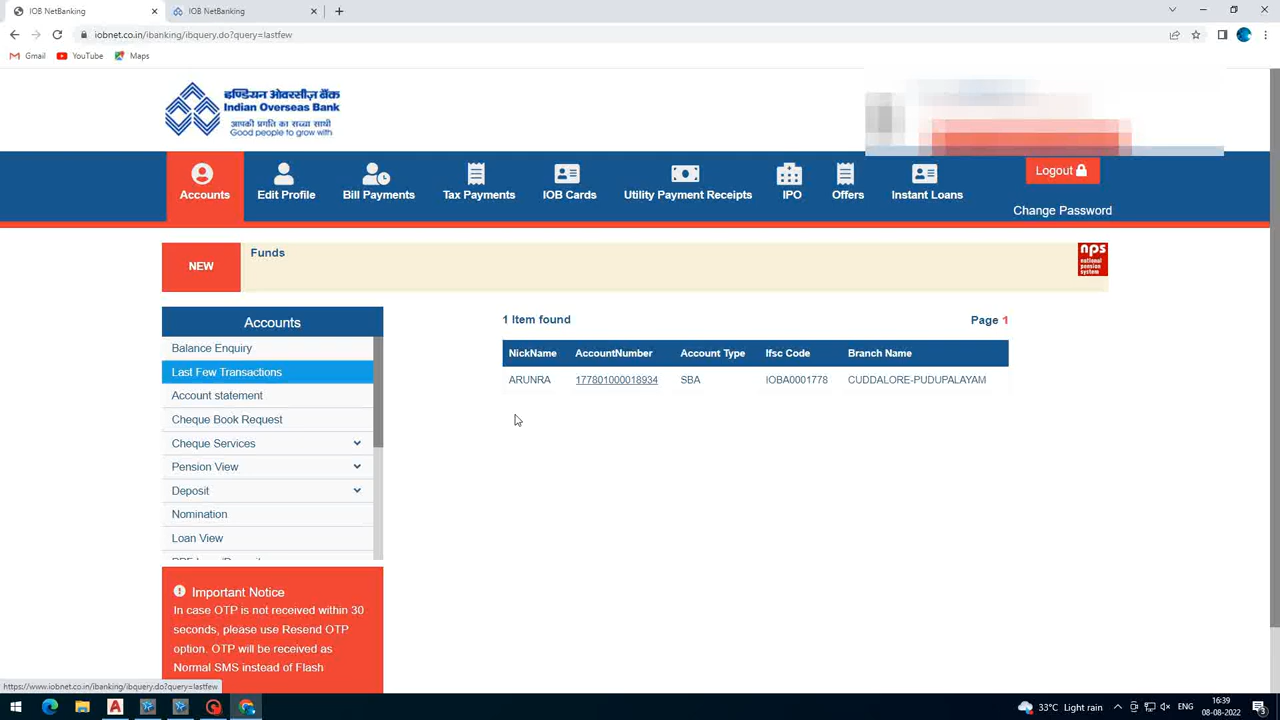 IOB NetBanking
IOB NetBanking
iobnet.co.in/ibanking/ibquery.do?query=lastfew
Gmail
YouTube
Maps
इण्डियन ओवरसीज़ बैंक
Indian Overseas Bank
आपकी प्रगति का सच्चा साथी
Good people to grow with
Accounts
Edit Profile
Bill Payments
Tax Payments
IOB Cards
Utility Payment Receipts
IPO
Offers
Instant Loans
Logout
Change Password
NEW
Funds
nps
national
pension
system
Accounts
Balance Enquiry
Last Few Transactions
Account statement
Cheque Book Request
Cheque Services
Pension View
Deposit
Nomination
Loan View
1 Item found
Page 1
NickName AccountNumber Account Type Ifsc Code Branch Name
ARUNRA 177801000018934 SBA IOBA0001778 CUDDALORE-PUDUPALAYAM
Important Notice
In case OTP is not received within 30
seconds, please use Resend OTP
option. OTP will be received as
Normal SMS instead of Flash
https://www.iobnet.co.in/ibanking/ibquery.do?query=lastfew
33°C Light rain
ENG
16:39
08-08-2022
3